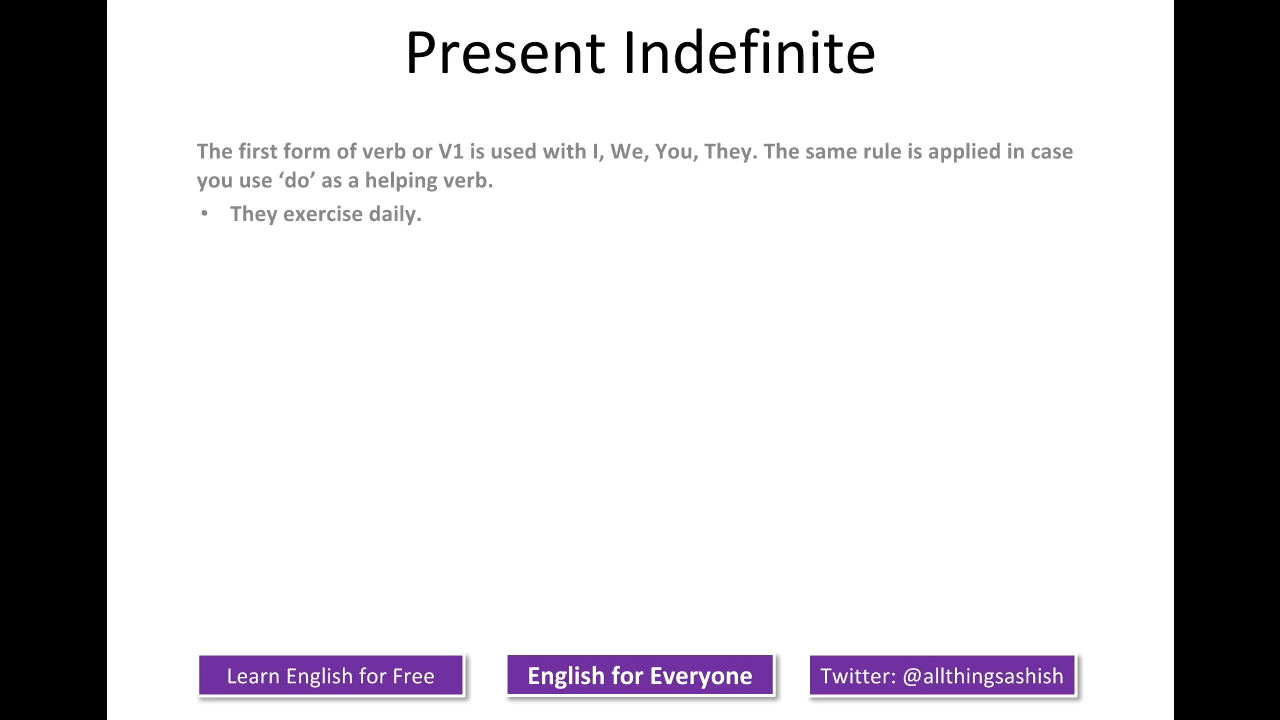 Present Indefinite
The first form of verb or V1 is used with I, We, You, They. The same rule is applied in case
you use ‘do’ as a helping verb.
• They exercise daily.
Learn English for Free
English for Everyone
Twitter: @allthingsashish